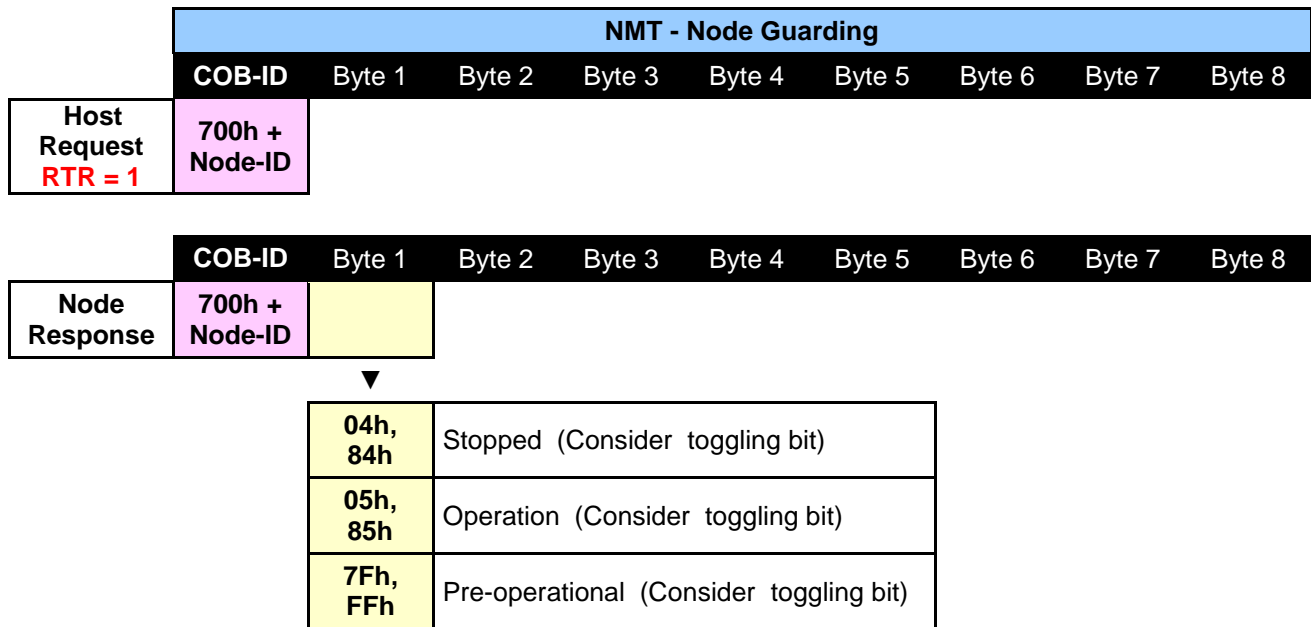 NMT - Node Guarding
COB-ID Byte 1 Byte 2 Byte 3 Byte 4 Byte 5 Byte 6 Byte 7 Byte 8
Host
Request
RTR = 1
700h +
Node-ID
COB-ID Byte 1 Byte 2 Byte 3 Byte 4 Byte 5 Byte 6 Byte 7 Byte 8
Node
Response
700h +
Node-ID
▼
04h,
84h
Stopped (Consider toggling bit)
05h,
85h
Operation (Consider toggling bit)
7Fh,
FFh
Pre-operational (Consider toggling bit)